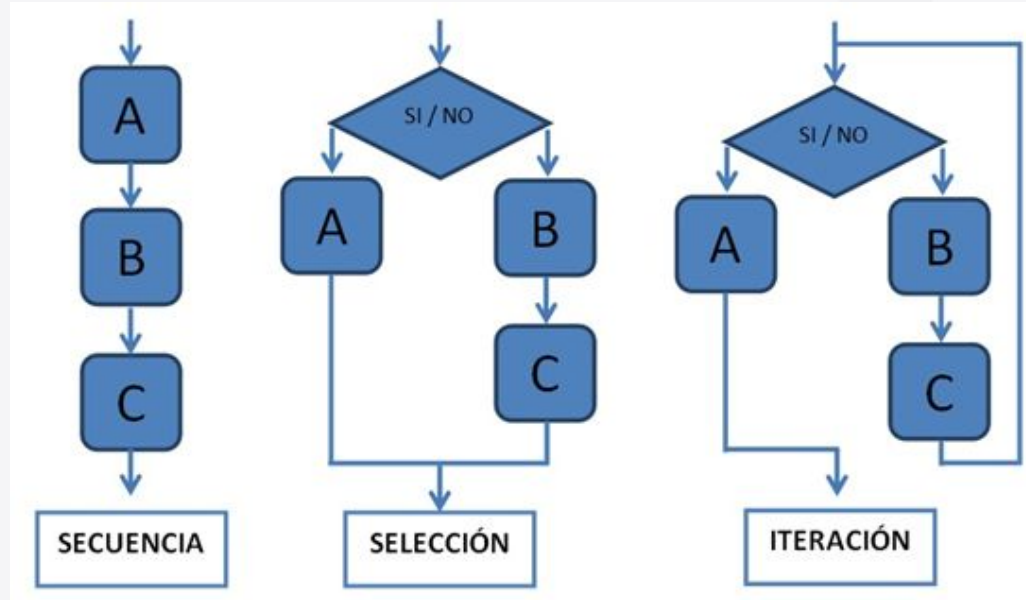 A
B
C
SECUENCIA
SI / NO
A
B
C
SELECCIÓN
SI / NO
A
B
C
ITERACIÓN